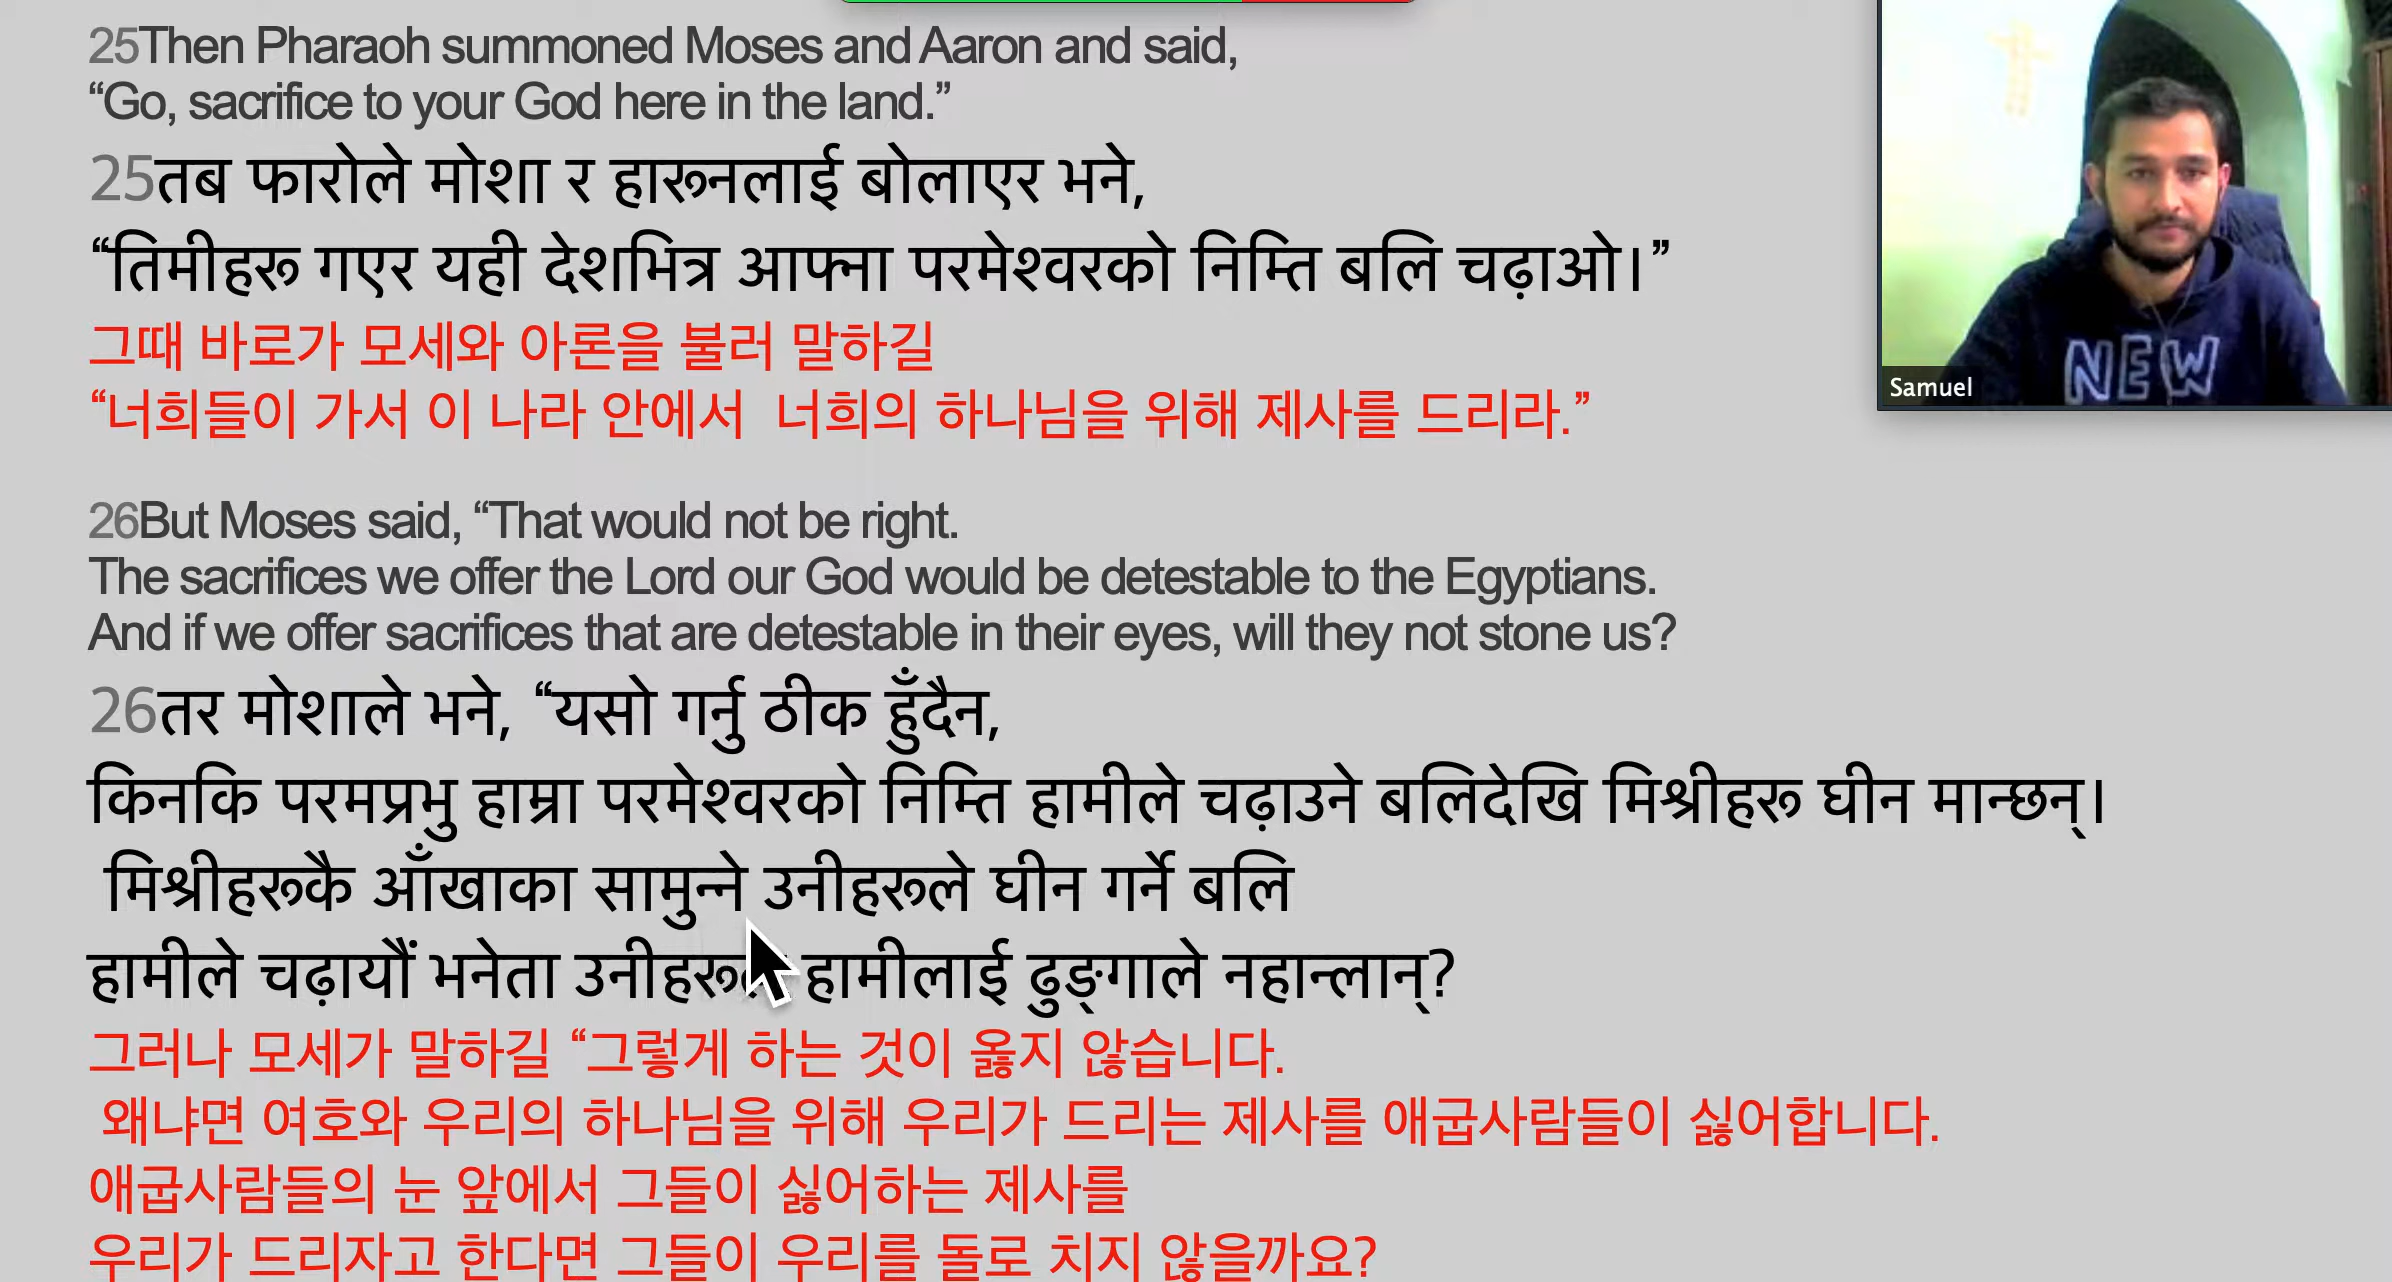 25Then Pharaoh summoned Moses and Aaron and said,
“Go, sacrifice to your God here in the land.”
25तब फारोले मोशा र हारूनलाई बोलाएर भने,
“तिमीहरू गएर यही देशभित्र आफ्ना परमेश्वरको निम्ति बलि चढ़ाओ।”
그때 바로가 모세와 아론을 불러 말하길
“너희들이 가서 이 나라 안에서 너희의 하나님을 위해 제사를 드리라.”
26But Moses said, “That would not be right.
The sacrifices we offer the Lord our God would be detestable to the Egyptians.
And if we offer sacrifices that are detestable in their eyes, will they not stone us?
26तर मोशाले भने, “यसो गर्नु ठीक हुँदैन,
किनकि परमप्रभु हाम्रा परमेश्वरको निम्ति हामीले चढ़ाउने बलिदेखि मिश्रीहरू घीन मान्छन्।
मिश्रीहरूकै आँखाका सामुन्ने उनीहरूले घीन गर्ने बलि
हामीले चढ़ायौं भनेता हामीलाई ढुङ्गाले नहान्लान्?
그러나 모세가 말하길 “그렇게 하는 것이 옳지 않습니다.
왜냐면 여호와 우리의 하나님을 위해 우리가 드리는 제사를 애굽사람들이 싫어합니다.
애굽사람들의 눈 앞에서 그들이 싫어하는 제사를
우리가 드리자고 한다면 그들이 우리를 돌로 치지 않을까요?
Samuel
NEW